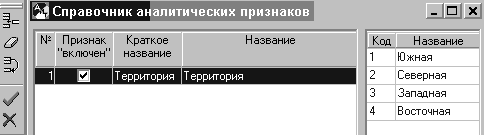 Справочник аналитических признаков
№ Признак "включен" Краткое название Название
1 Территория Территория
Код Название
1 Южная
2 Северная
3 Западная
4 Восточная